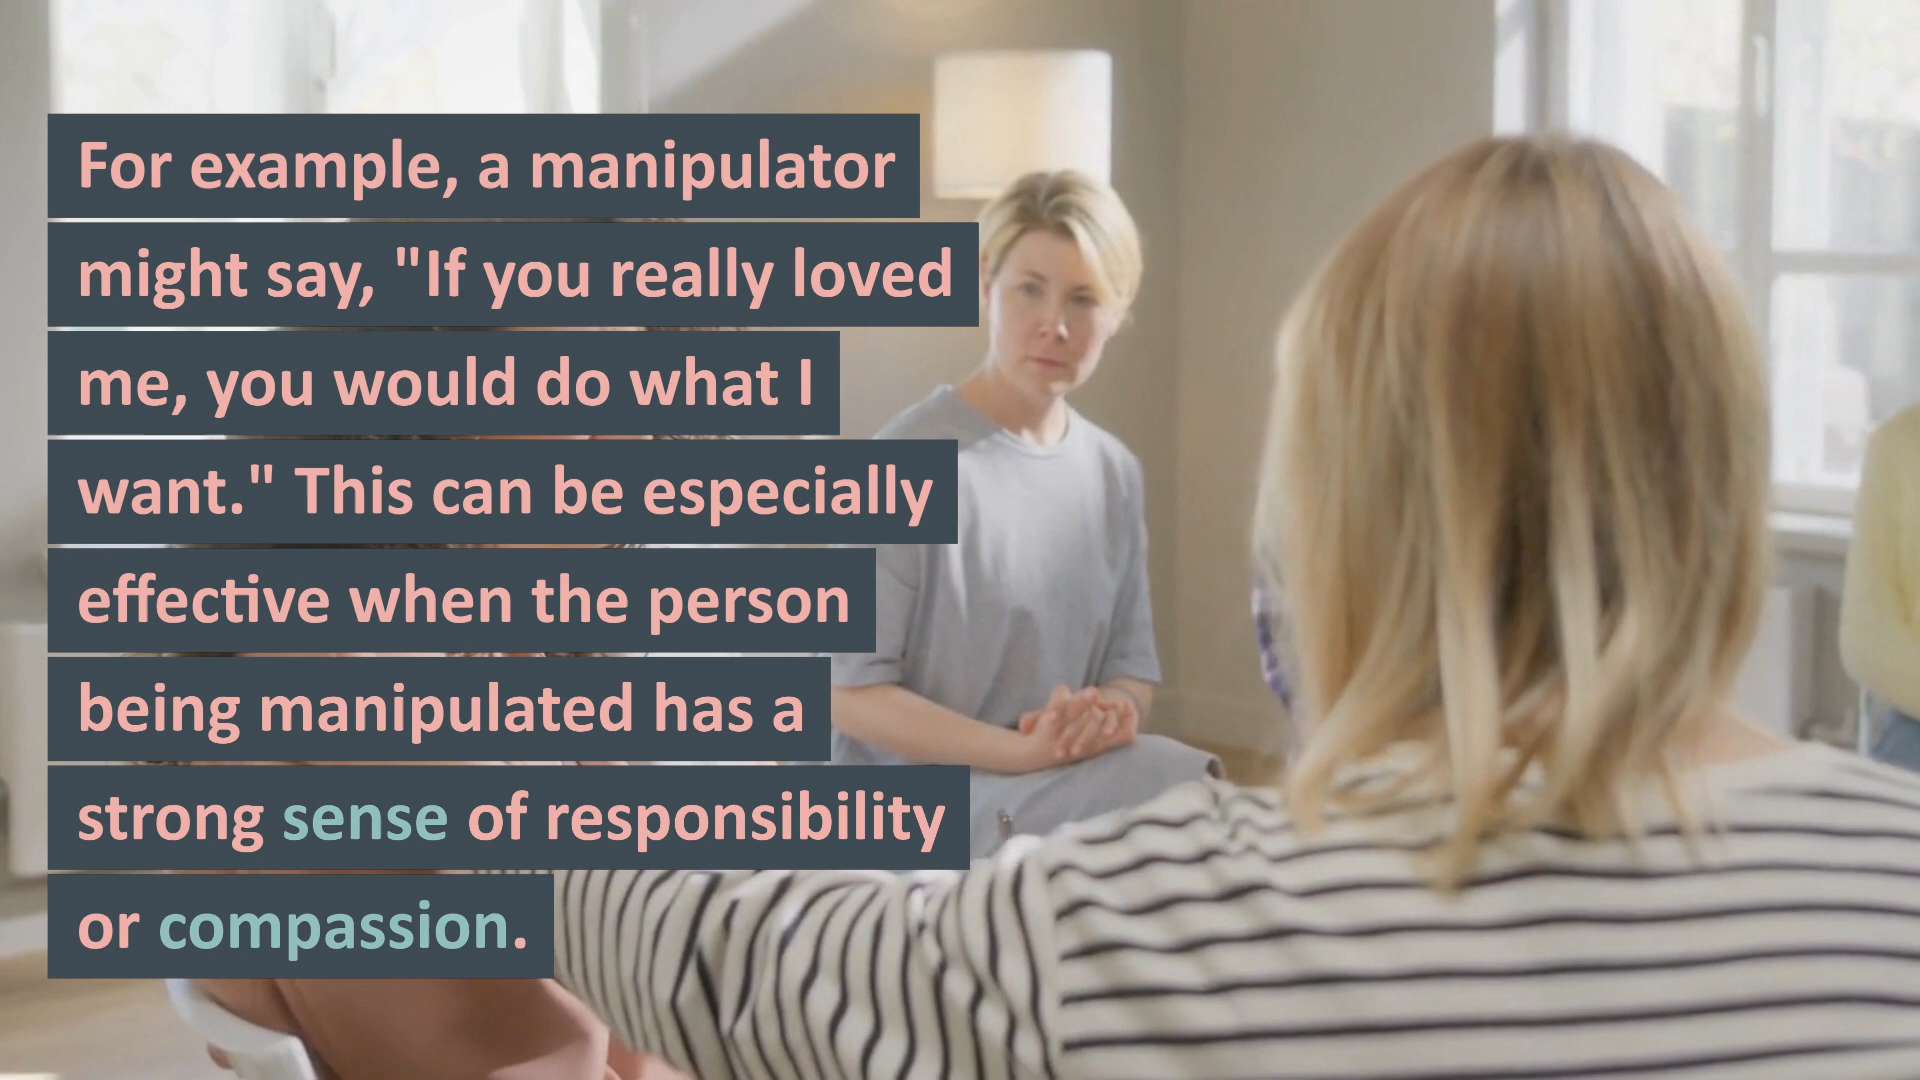 For example, a manipulator
might say, "If you really loved
me, you would do what I
want." This can be especially
effective when the person
being manipulated has a
strong sense of responsibility
or compassion.